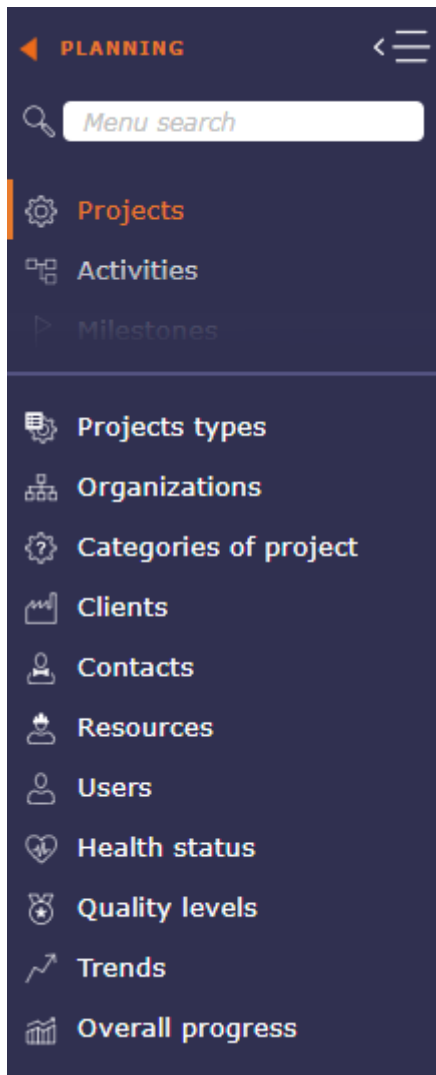 PLANNING
Menu search
Projects
Activities
Milestones
Projects types
Organizations
Categories of project
Clients
Contacts
Resources
Users
Health status
Quality levels
Trends
Overall progress